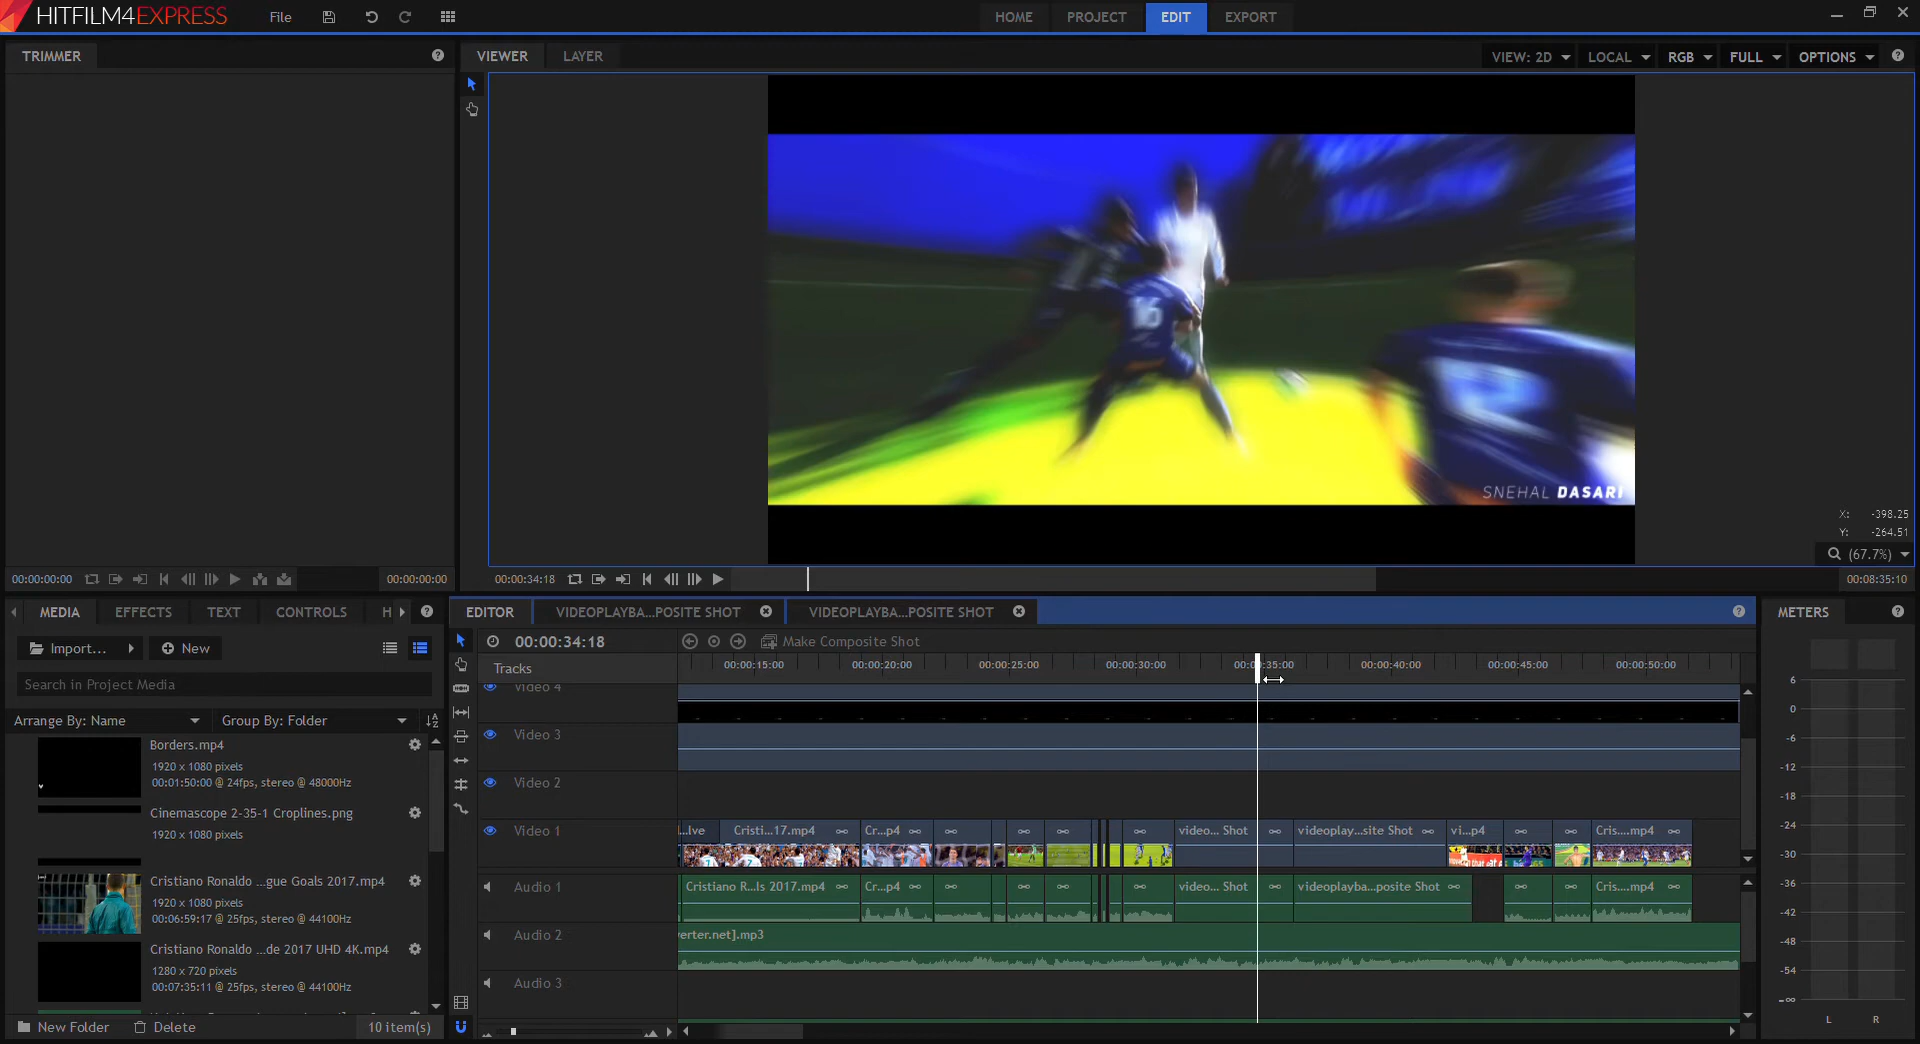 HITFILM4EXPRESS
File
HOME
PROJECT
EDIT
EXPORT
TRIMMER
VIEWER
LAYER
VIEW: 2D
LOCAL
RGB
FULL
OPTIONS
16
SNEHAL DASARI
X: -398.25
Y: -264.51
(67.7%)
00:00:00:00
00:00:00:00
00:00:34:18
00:08:35:10
MEDIA
EFFECTS
TEXT
CONTROLS
H
EDITOR
VIDEOPLAYBA...POSITE SHOT
VIDEOPLAYBA...POSITE SHOT
METERS
Import...
New
00:00:34:18
Make Composite Shot
Search in Project Media
Tracks
00:00:15:00
00:00:20:00
00:00:25:00
00:00:30:00
00:00:35:00
00:00:40:00
00:00:45:00
00:00:50:00
Arrange By: Name
Group By: Folder
Borders.mp4
1920 x 1080 pixels
00:01:50:00 @ 24fps, stereo @ 48000Hz
Cinemascope 2-35-1 Croplines.png
1920 x 1080 pixels
Cristiano Ronaldo ...gue Goals 2017.mp4
1920 x 1080 pixels
00:06:59:17 @ 25fps, stereo @ 44100Hz
Cristiano Ronaldo ...de 2017 UHD 4K.mp4
1280 x 720 pixels
00:07:35:11 @ 25fps, stereo @ 44100Hz
New Folder
Delete
10 item(s)
Video 4
Video 3
Video 2
Video 1
...lve
Cristi...17.mp4
Cr...p4
video... Shot
videoplay...site Shot
vi...p4
Cris....mp4
Audio 1
Cristiano R...ls 2017.mp4
Cr...p4
video... Shot
videoplayba...posite Shot
Cris....mp4
Audio 2
verter.net].mp3
Audio 3
6
0
-6
-12
-18
-24
-30
-36
-42
-48
-54
-∞
L
R